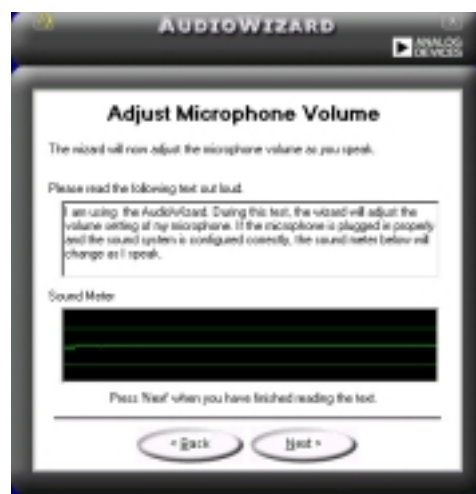 AUDIOWIZARD
ANALOG
DEVICES
Adjust Microphone Volume
The wizard will now adjust the microphone volume as you speak.
Please read the following text out loud.
I am using the AudioWizard. During this test, the wizard will adjust the
volume setting of my microphone. If the microphone is plugged in properly
and the sound system is configured correctly, the sound meter below will
change as I speak.
Sound Meter
Press 'Next' when you have finished reading the text.
< Back
Next >